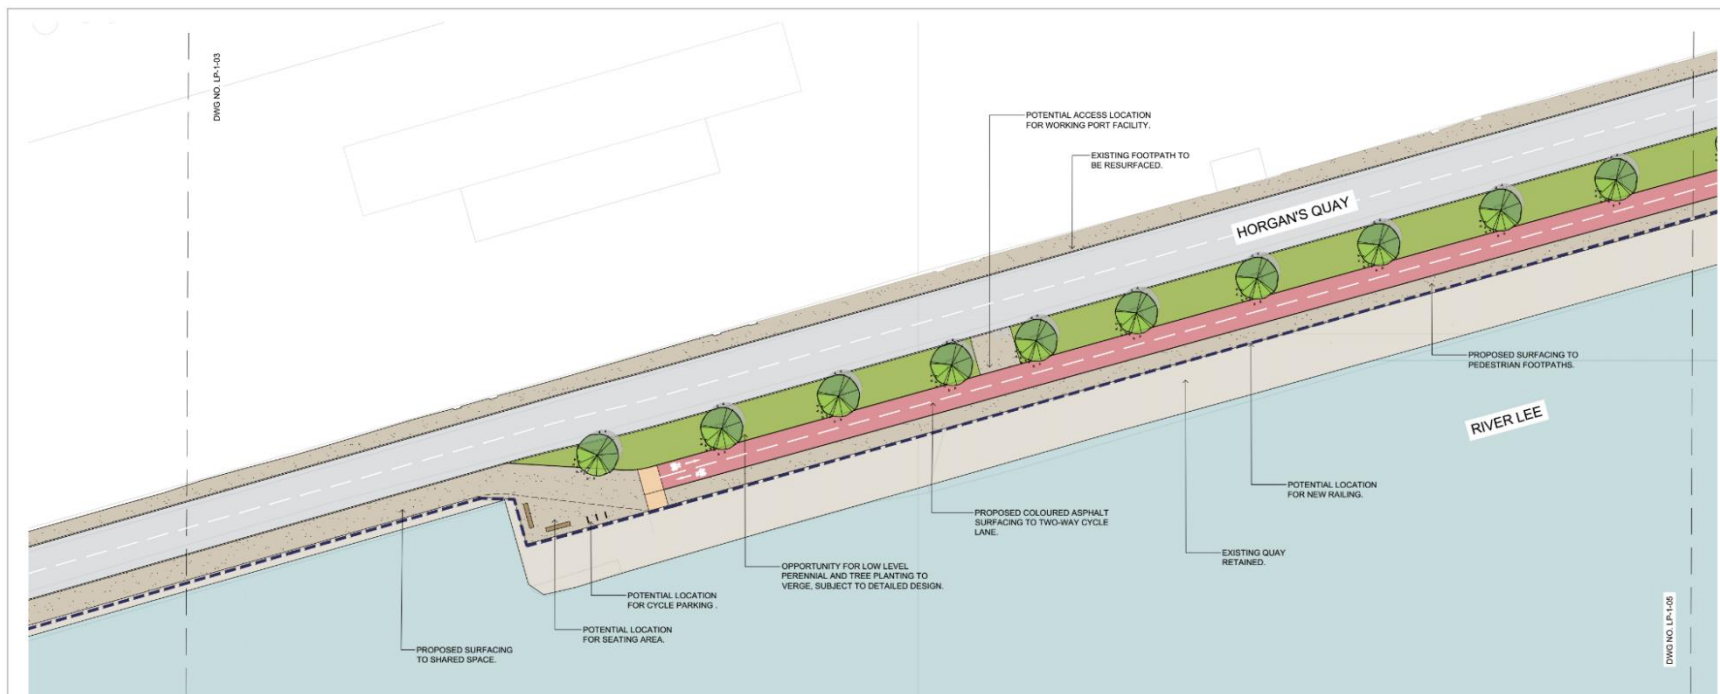 DWG NO. LP-1-03
POTENTIAL ACCESS LOCATION
FOR WORKING PORT FACILITY.
EXISTING FOOTPATH TO
BE RESURFACED.
HORGAN'S QUAY
PROPOSED SURFACING TO
PEDESTRIAN FOOTPATHS.
RIVER LEE
POTENTIAL LOCATION
FOR NEW RAILING.
PROPOSED COLOURED ASPHALT
SURFACING TO TWO-WAY CYCLE
LANE.
EXISTING QUAY
RETAINED.
OPPORTUNITY FOR LOW LEVEL
PERENNIAL AND TREE PLANTING TO
VERGE, SUBJECT TO DETAILED DESIGN.
POTENTIAL LOCATION
FOR CYCLE PARKING .
POTENTIAL LOCATION
FOR SEATING AREA.
PROPOSED SURFACING
TO SHARED SPACE.
DWG NO. LP-1-05